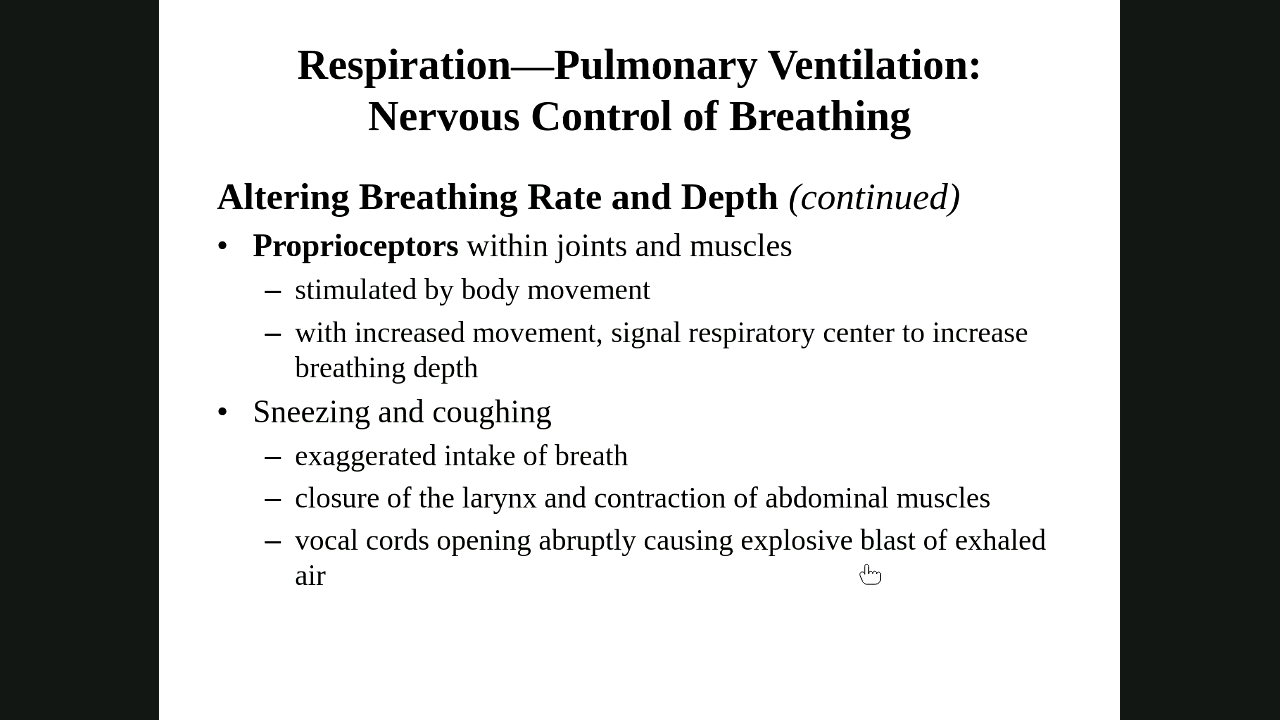 Respiration—Pulmonary Ventilation:
Nervous Control of Breathing
Altering Breathing Rate and Depth (continued)
• Proprioceptors within joints and muscles
– stimulated by body movement
– with increased movement, signal respiratory center to increase
breathing depth
• Sneezing and coughing
– exaggerated intake of breath
– closure of the larynx and contraction of abdominal muscles
– vocal cords opening abruptly causing explosive blast of exhaled
air